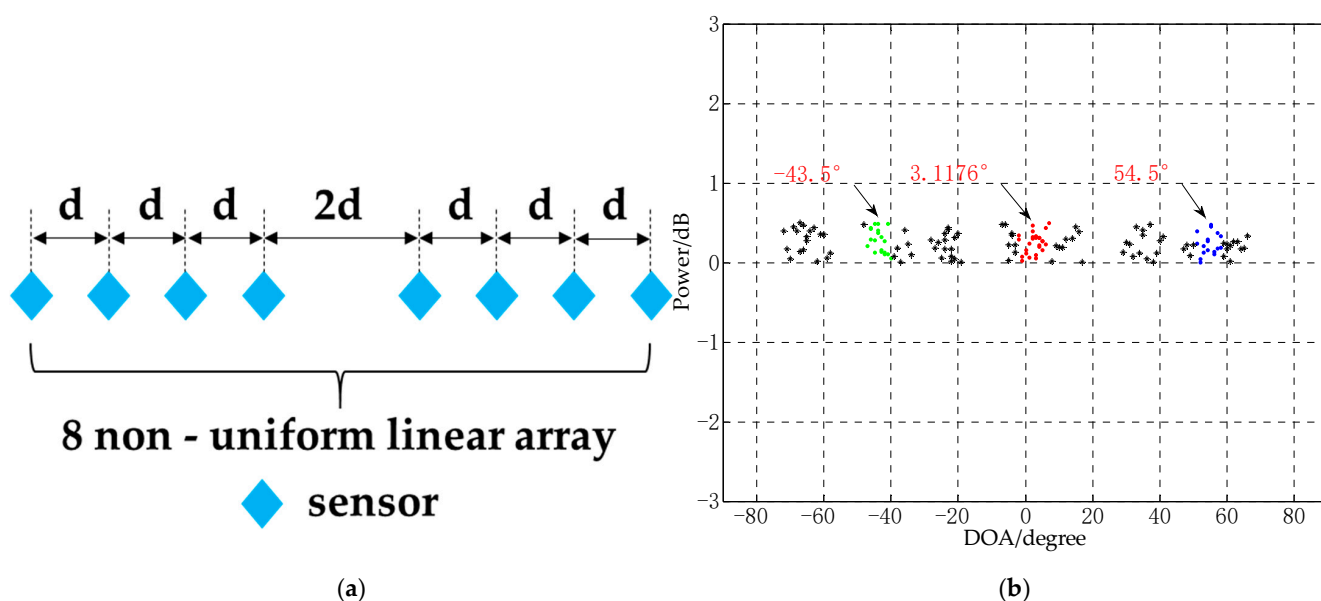 d d d 2d d d d
8 non - uniform linear array
sensor
(a)
3
2
1
0
-1
-2
-3
Power/dB
-43.5°
3.1176°
54.5°
-80 -60 -40 -20 0 20 40 60 80
DOA/degree
(b)